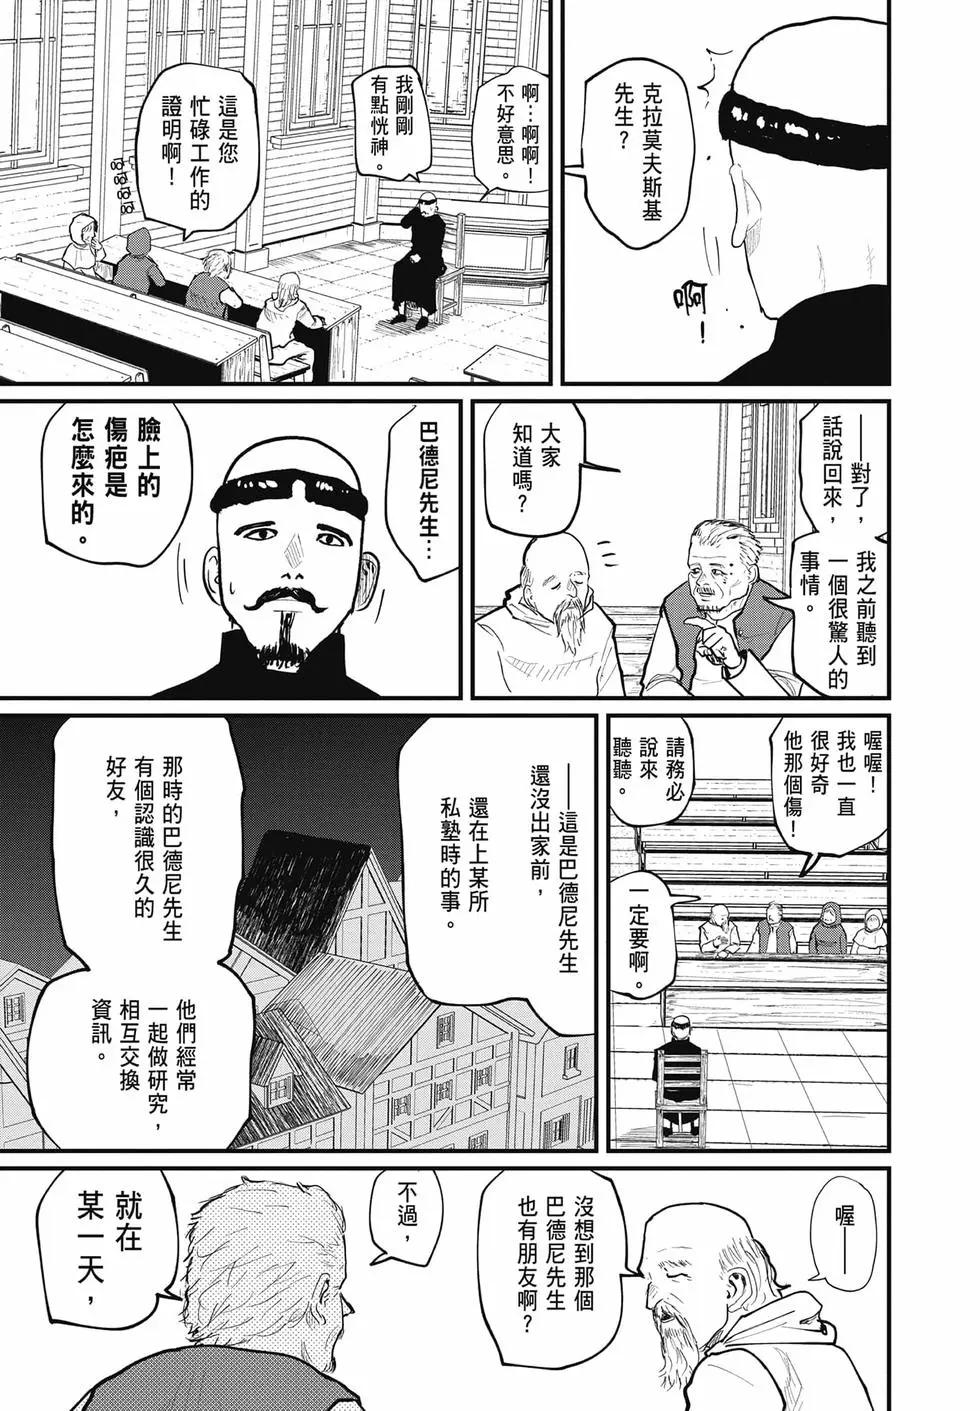 克拉莫夫斯基
先生？
啊！
啊…啊啊！
不好意思。
我剛剛
有點恍神。
這是您
忙碌工作的
證明啊！
——對了，
話說回來，
我之前聽到
一個很驚人的
事情。
大家
知道嗎？
巴德尼先生…
臉上的
傷疤是
怎麼來的。
喔喔！
我也一直
很好奇
他那個傷！
請務必
說來
聽聽。
一定要啊。
——這是巴德尼先生
還沒出家前，
還在上某所
私塾時的事。
那時的巴德尼先生
有個認識很久的
好友，
他們經常
一起做研究，
相互交換
資訊。
喔——
沒想到那個
巴德尼先生
也有朋友啊？
不過，
就在
某一天，